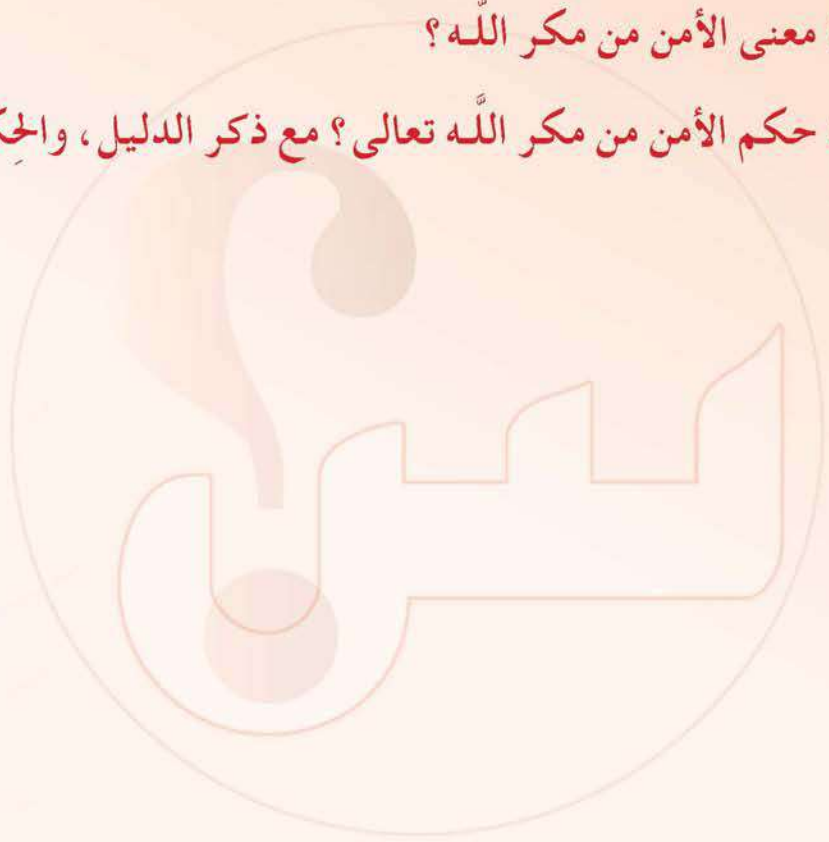 معنى الأمن من مكر اللَّـه؟
حكم الأمن من مكر اللَّـه تعالى؟ مع ذكر الدليل، و
س؟